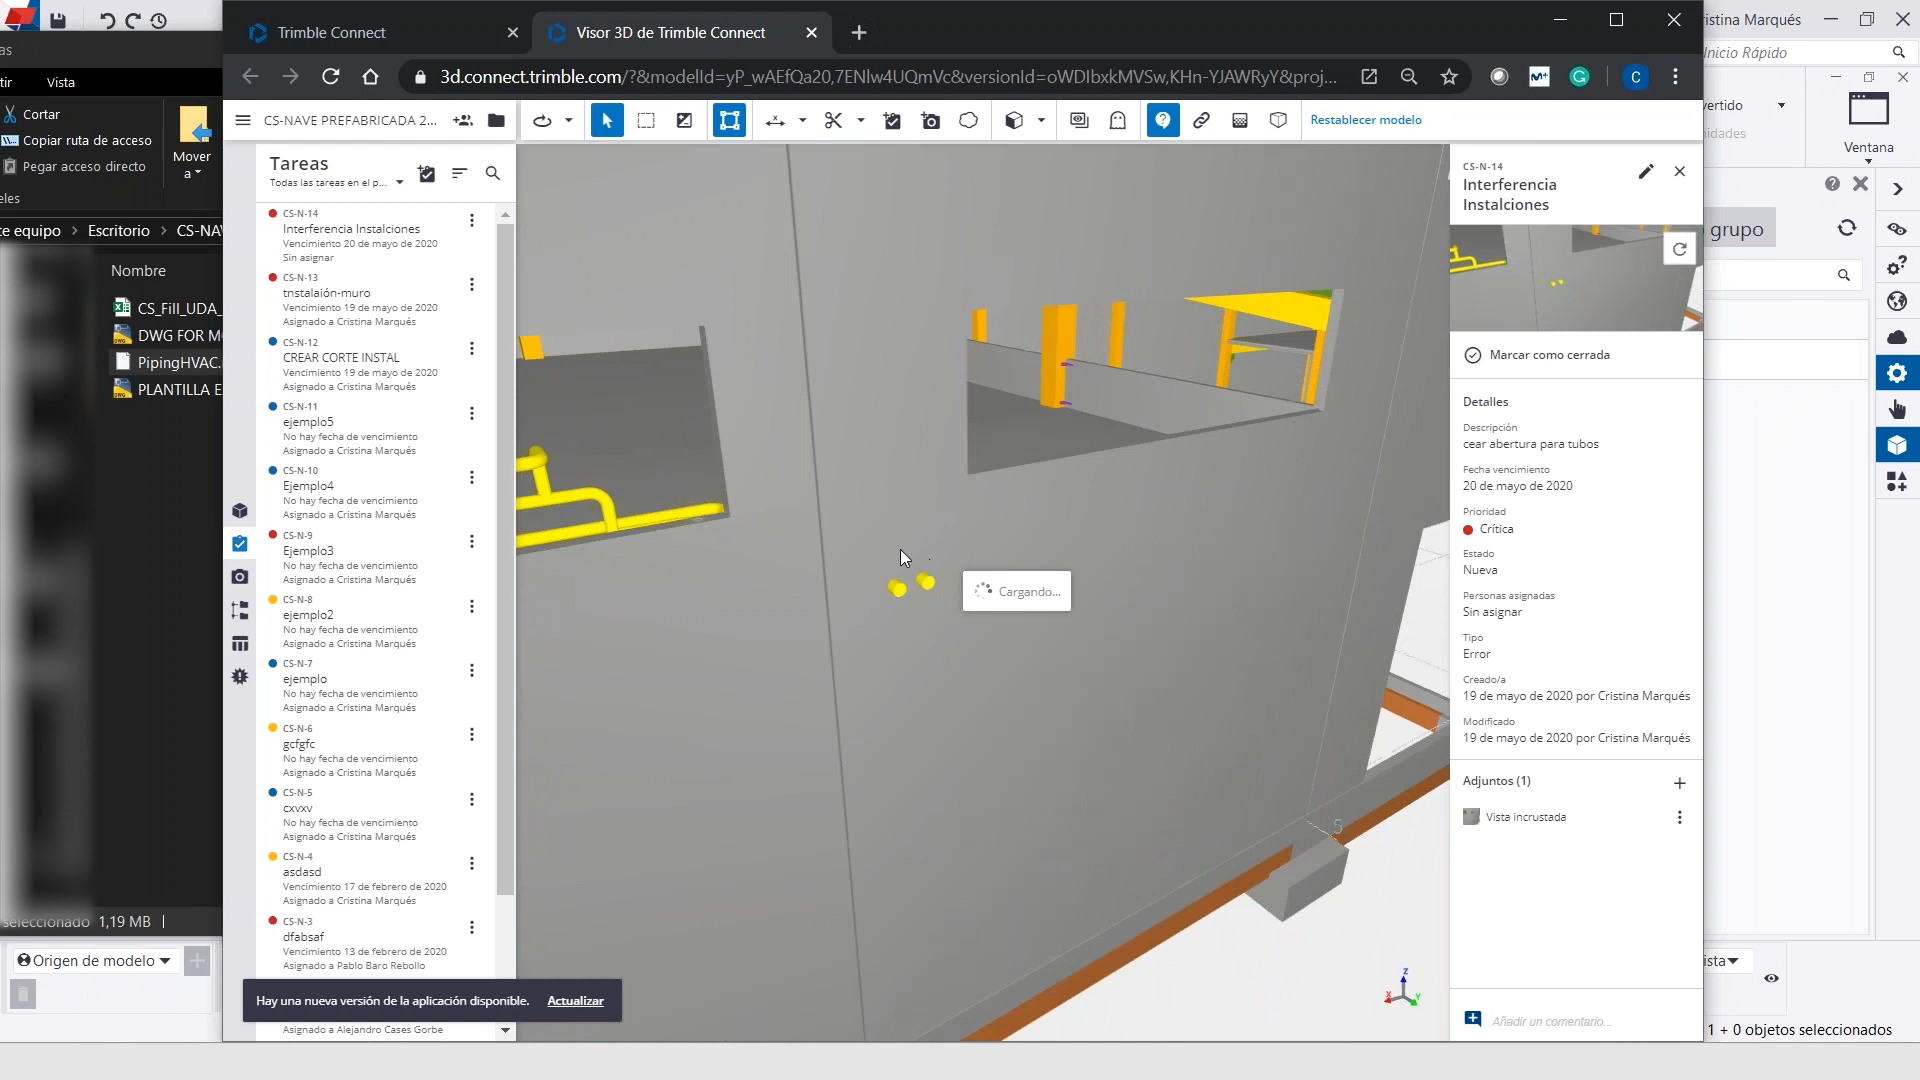 Trimble Connect
Visor 3D de Trimble Connect
3d.connect.trimble.com/?&modelId=yP_wAEfQa20,7ENlw4UQmVc&versionId=oWDIbxkMVSw,KHn-YJAWRyY&proj...
istina Marqués
Inicio Rápido
as
tir
Vista
Cortar
Copiar ruta de acceso
Pegar acceso directo
Mover
a
eles
te equipo > Escritorio > CS-NAV
Nombre
CS_Fill_UDA_
DWG FOR M
PipingHVAC.
PLANTILLA E
seleccionado 1,19 MB
Origen de modelo
CS-NAVE PREFABRICADA 2...
Restablecer modelo
Tareas
Todas las tareas en el p...
CS-N-14
Interferencia Instalciones
Vencimiento 20 de mayo de 2020
Sin asignar
CS-N-13
tnstalaión-muro
Vencimiento 19 de mayo de 2020
Asignado a Cristina Marqués
CS-N-12
CREAR CORTE INSTAL
Vencimiento 19 de mayo de 2020
Asignado a Cristina Marqués
CS-N-11
ejemplo5
No hay fecha de vencimiento
Asignado a Cristina Marqués
CS-N-10
Ejemplo4
No hay fecha de vencimiento
Asignado a Cristina Marqués
CS-N-9
Ejemplo3
No hay fecha de vencimiento
Asignado a Cristina Marqués
CS-N-8
ejemplo2
No hay fecha de vencimiento
Asignado a Cristina Marqués
CS-N-7
ejemplo
No hay fecha de vencimiento
Asignado a Cristina Marqués
CS-N-6
gcfgfc
No hay fecha de vencimiento
Asignado a Cristina Marqués
CS-N-5
cxvxv
No hay fecha de vencimiento
Asignado a Cristina Marqués
CS-N-4
asdasd
Vencimiento 17 de febrero de 2020
Asignado a Cristina Marqués
CS-N-3
dfabsaf
Vencimiento 13 de febrero de 2020
Asignado a Pablo Baro Rebollo
Hay una nueva versión de la aplicación disponible. Actualizar
Asignado a Alejandro Cases Gorbe
Cargando...
5
Z
X
Y
CS-N-14
Interferencia
Instalciones
Marcar como cerrada
Detalles
Descripción
cear abertura para tubos
Fecha vencimiento
20 de mayo de 2020
Prioridad
Crítica
Estado
Nueva
Personas asignadas
Sin asignar
Tipo
Error
Creado/a
19 de mayo de 2020 por Cristina Marqués
Modificado
19 de mayo de 2020 por Cristina Marqués
Adjuntos (1)
Vista incrustada
Añadir un comentario...
vertido
nidades
Ventana
grupo
ista
1 + 0 objetos seleccionados